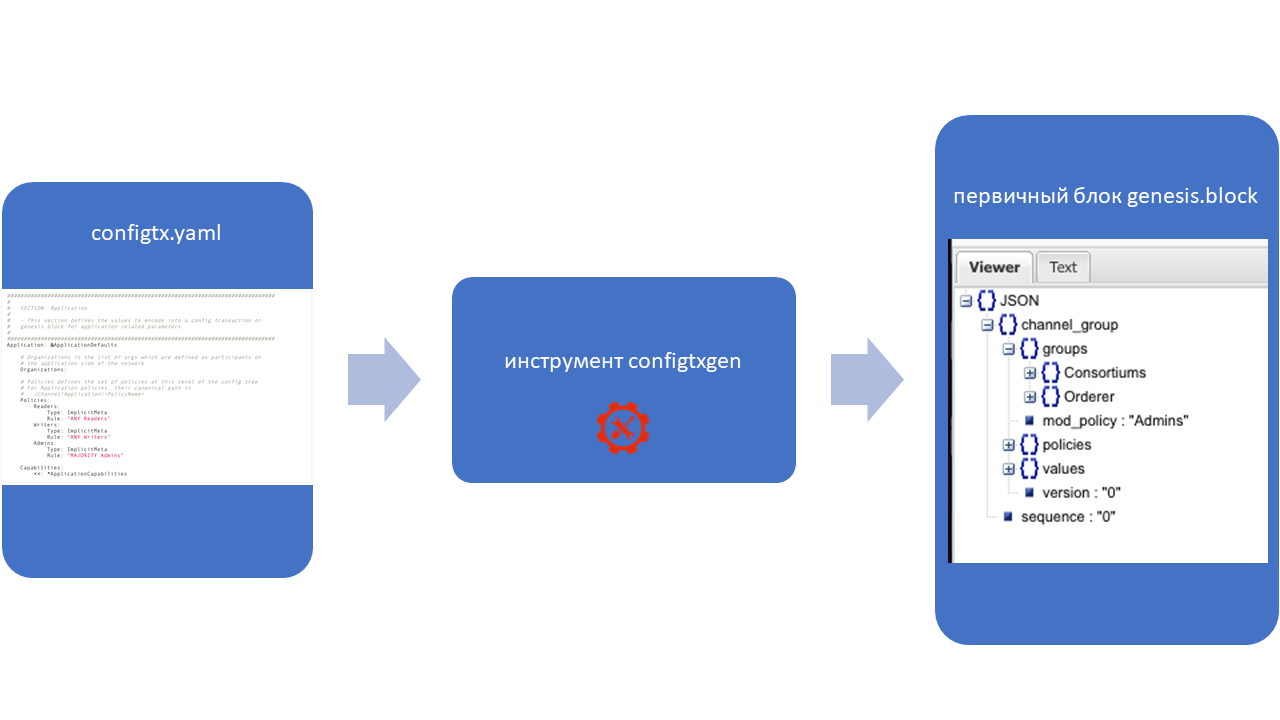 configtx.yaml
################################################################################
#
#   SECTION: Application
#
#   - This section defines the values to encode into a config transaction or
#   genesis block for application related parameters
#
################################################################################
Application: &ApplicationDefaults
# Organizations is the list of orgs which are defined as participants on
# the application side of the network
Organizations:
# Policies defines the set of policies at this level of the config tree
# For Application policies, their canonical path is
#   /Channel/Application/<PolicyName>
Policies:
Readers:
Type: ImplicitMeta
Rule: "ANY Readers"
Writers:
Type: ImplicitMeta
Rule: "ANY Writers"
Admins:
Type: ImplicitMeta
Rule: "MAJORITY Admins"
Capabilities:
<<: *ApplicationCapabilities
инструмент configtxgen
первичный блок genesis.block
Viewer Text
JSON
channel_group
groups
Consortiums
Orderer
mod_policy : "Admins"
policies
values
version : "0"
sequence : "0"